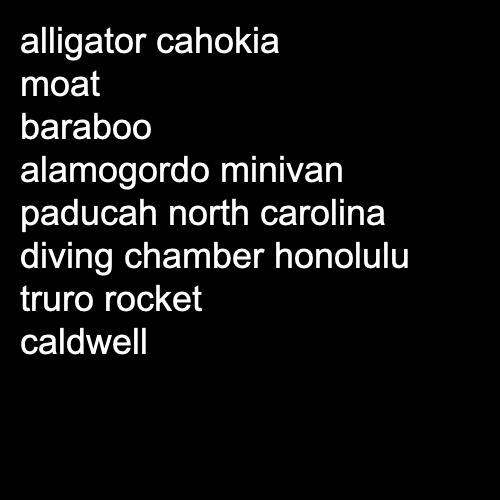 alligator cahokia
moat
baraboo
alamogordo minivan
paducah north carolina
diving chamber honolulu
truro rocket
caldwell